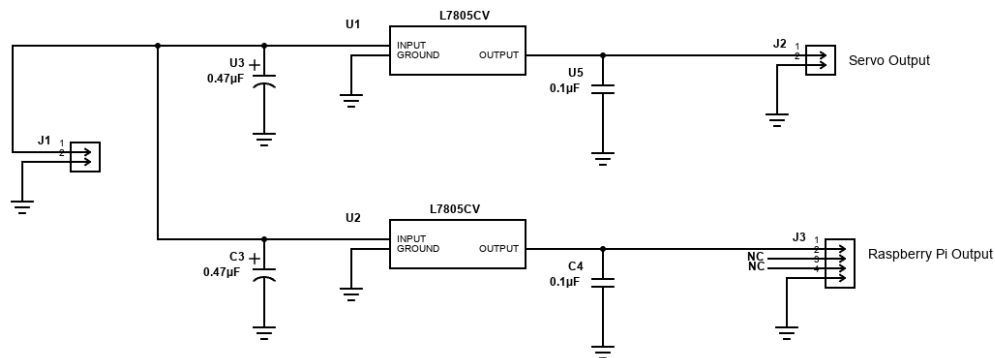 L7805CV
U1
INPUT
GROUND
OUTPUT
U3
0.47µF
+
U5
0.1µF
J2
1
2
Servo Output
J1
1
2
L7805CV
U2
INPUT
GROUND
OUTPUT
C3
0.47µF
+
C4
0.1µF
J3
1
2
3
4
NC
NC
Raspberry Pi Output